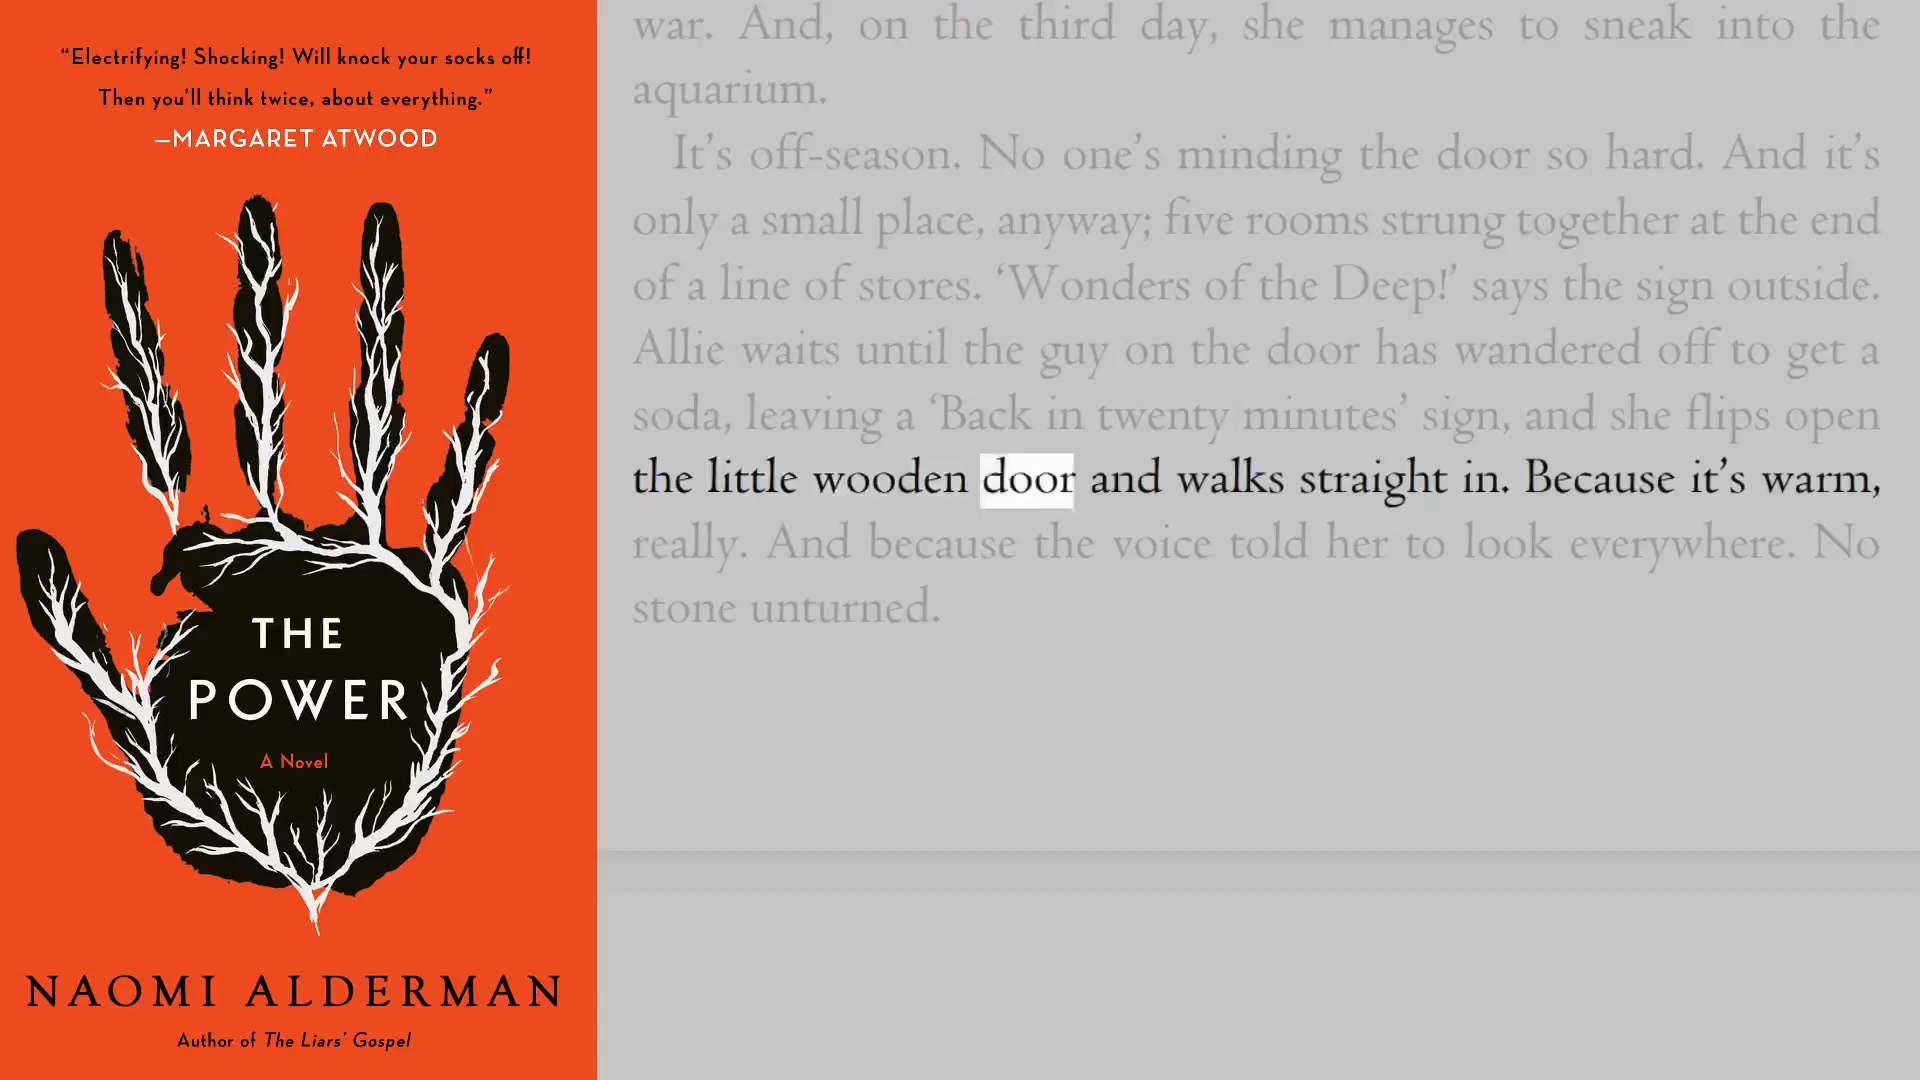 “Electrifying! Shocking! Will knock your socks off!
Then you’ll think twice, about everything.”
—MARGARET ATWOOD
THE
POWER
A Novel
NAOMI ALDERMAN
Author of The Liars’ Gospel
war. And, on the third day, she manages to sneak into the
aquarium.
It’s off-season. No one’s minding the door so hard. And it’s
only a small place, anyway; five rooms strung together at the end
of a line of stores. ‘Wonders of the Deep!’ says the sign outside.
Allie waits until the guy on the door has wandered off to get a
soda, leaving a ‘Back in twenty minutes’ sign, and she flips open
the little wooden door and walks straight in. Because it’s warm,
really. And because the voice told her to look everywhere. No
stone unturned.